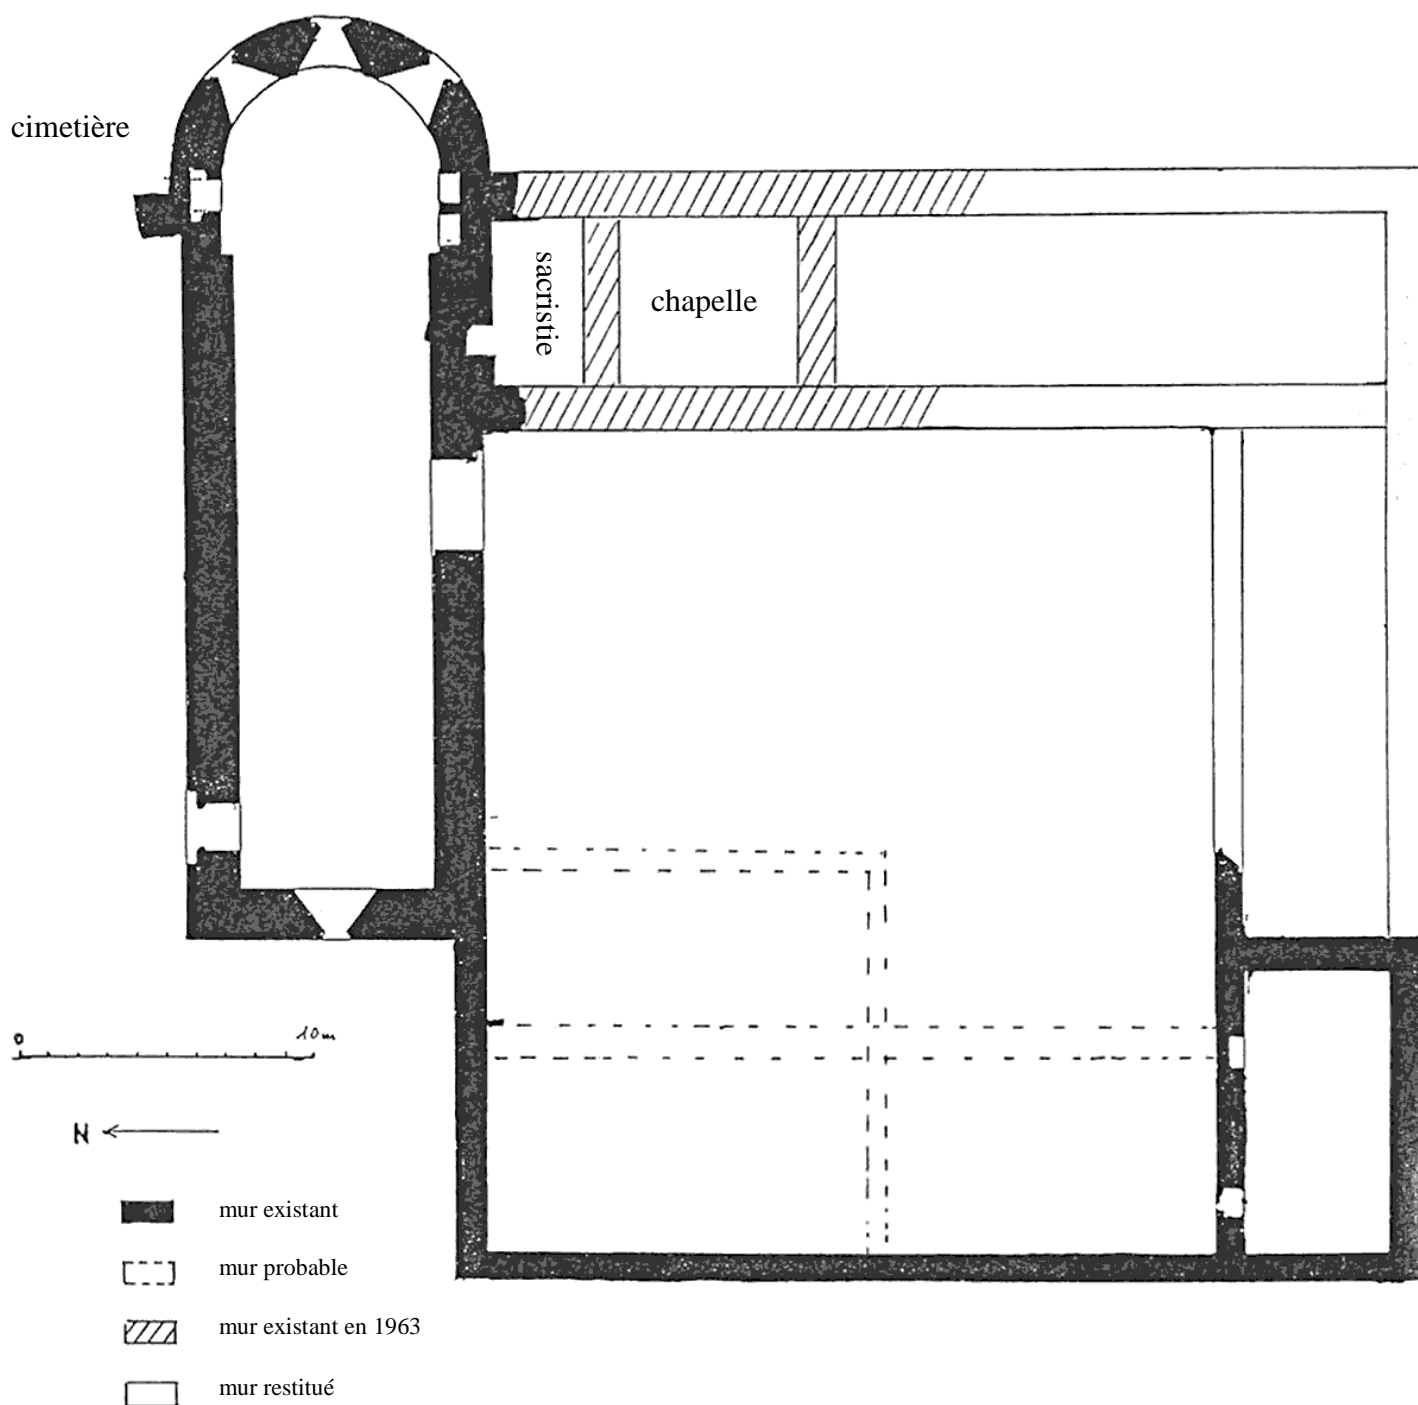 cimetière
sacristie
chapelle
0 10m
N
mur existant
mur probable
mur existant en 1963
mur restitué